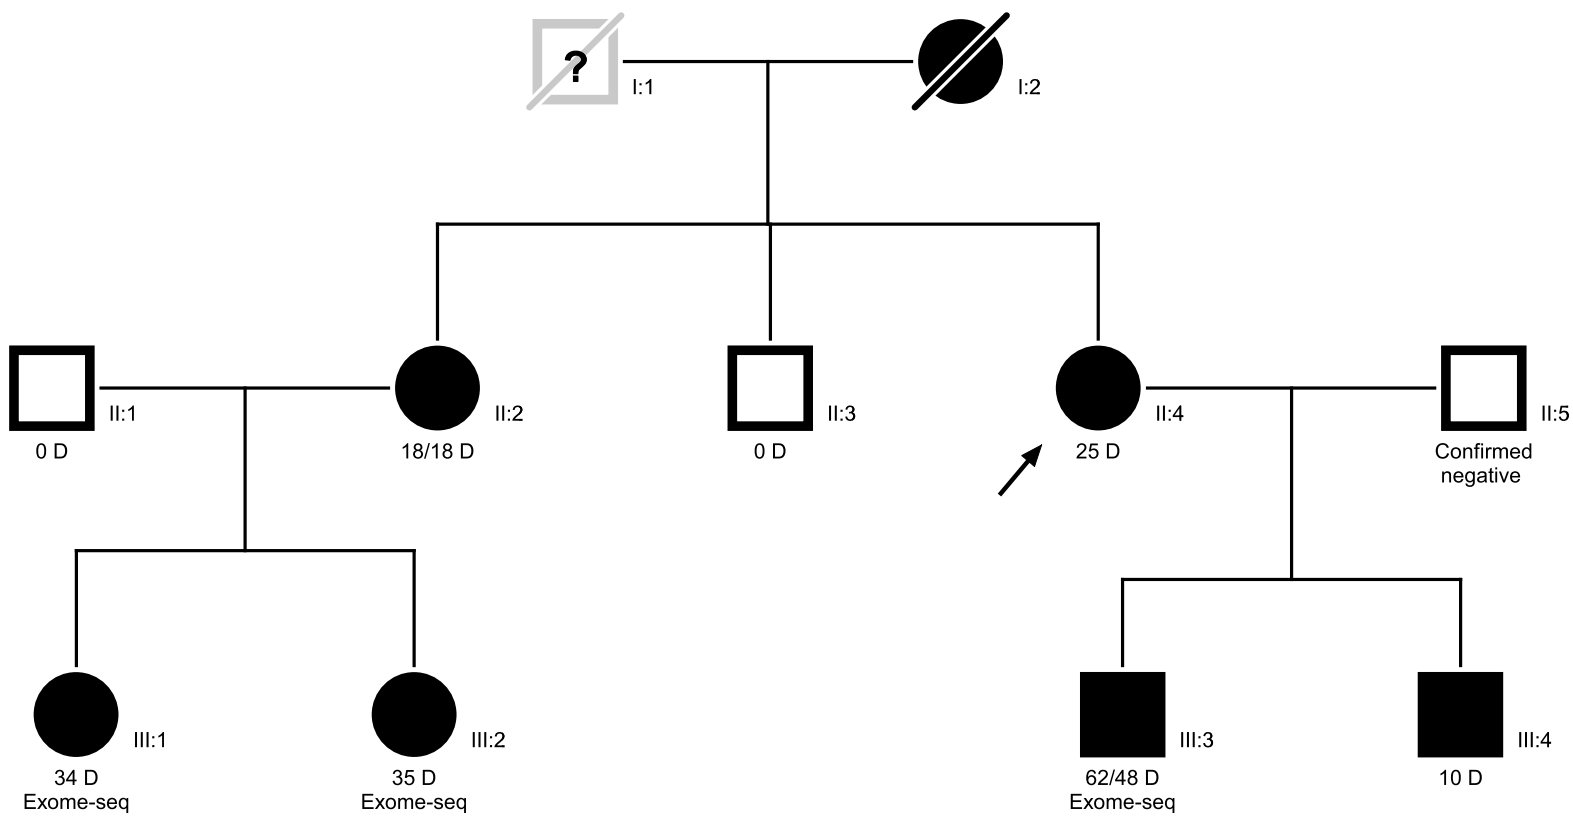 ?
I:1
I:2
II:1
II:2
II:3
II:4
II:5
0 D
18/18 D
0 D
25 D
Confirmed
negative
III:1
III:2
III:3
III:4
34 D
Exome-seq
35 D
Exome-seq
62/48 D
Exome-seq
10 D